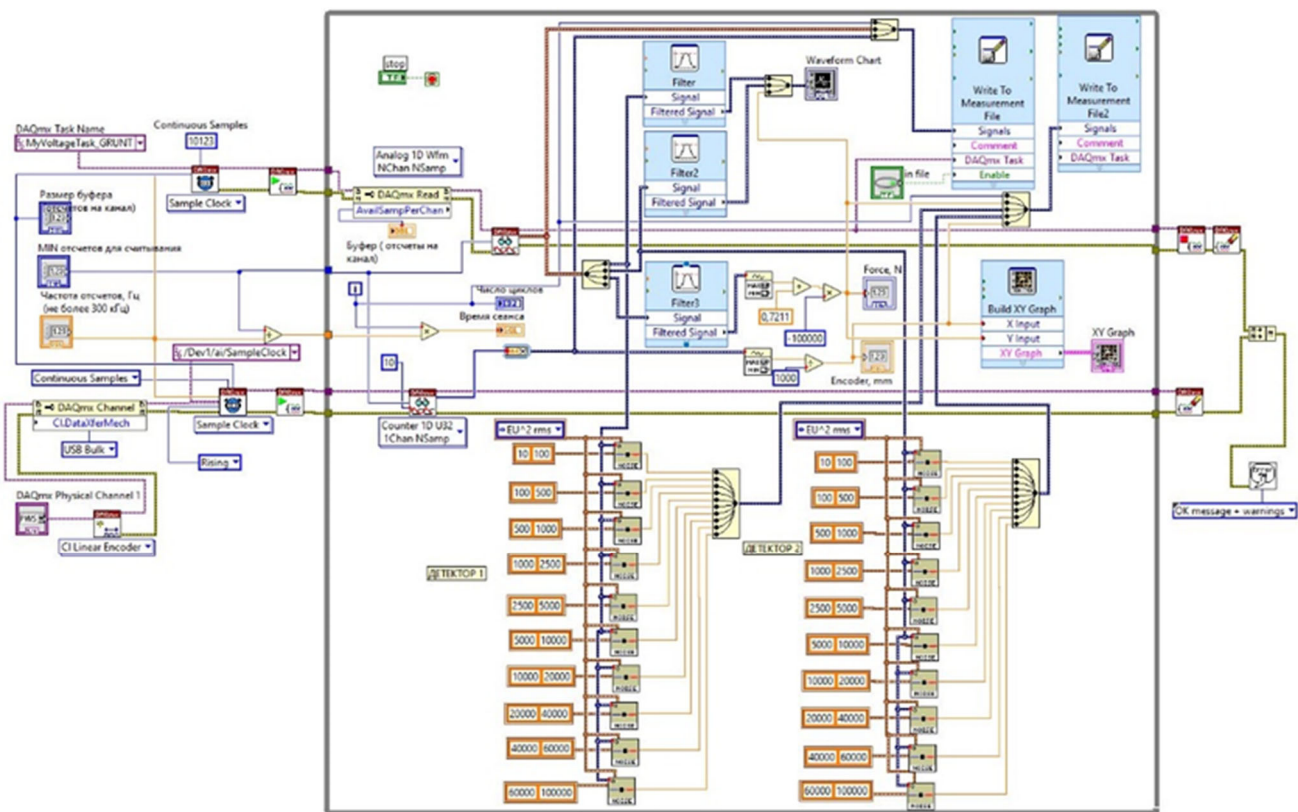 stop
TF
DAQmx Task Name
MyVoltageTask_GRUNT
Continuous Samples
10123
Sample Clock
Размер буфера
MIN отсчетов для считывания
Частота отсчетов, Гц
(не более 300 кГц)
/Dev1/ai/SampleClock
Continuous Samples
DAQmx Channel
CI.DataXferMech
USB Bulk
Sample Clock
Rising
DAQmx Physical Channel 1
CI Linear Encoder
Analog 1D Wfm
NChan NSamp
DAQmx Read
AvailSampPerChan
Буфер ( отсчеты на
канал)
i
Число циклов
Время сеанса
10
Counter 1D U32
1Chan NSamp
Filter
Signal
Filtered Signal
Filter2
Signal
Filtered Signal
Filter3
Signal
Filtered Signal
Waveform Chart
0,7211
-100000
1000
Force, N
Encoder, mm
in file
Write To
Measurement
File
Signals
Comment
DAQmx Task
Enable
Write To
Measurement
File2
Signals
Comment
DAQmx Task
Build XY Graph
X Input
Y Input
XY Graph
XY Graph
OK message + warnings
EU^2 rms
10 100
100 500
500 1000
1000 2500
2500 5000
5000 10000
10000 20000
20000 40000
40000 60000
60000 100000
ДЕТЕКТОР 1
EU^2 rms
10 100
100 500
500 1000
1000 2500
2500 5000
5000 10000
10000 20000
20000 40000
40000 60000
60000 100000
ДЕТЕКТОР 2